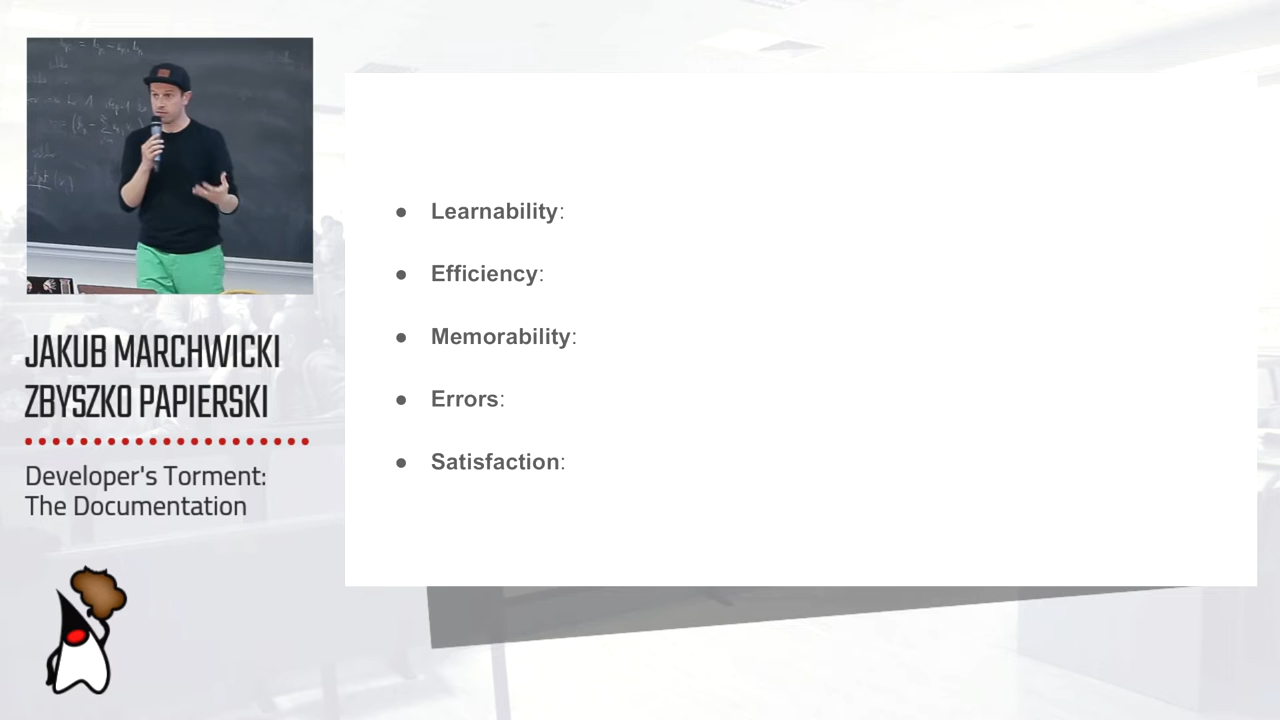 JAKUB MARCHWICKI
ZBYSZKO PAPIERSKI
Developer's Torment:
The Documentation
● Learnability:
● Efficiency:
● Memorability:
● Errors:
● Satisfaction: